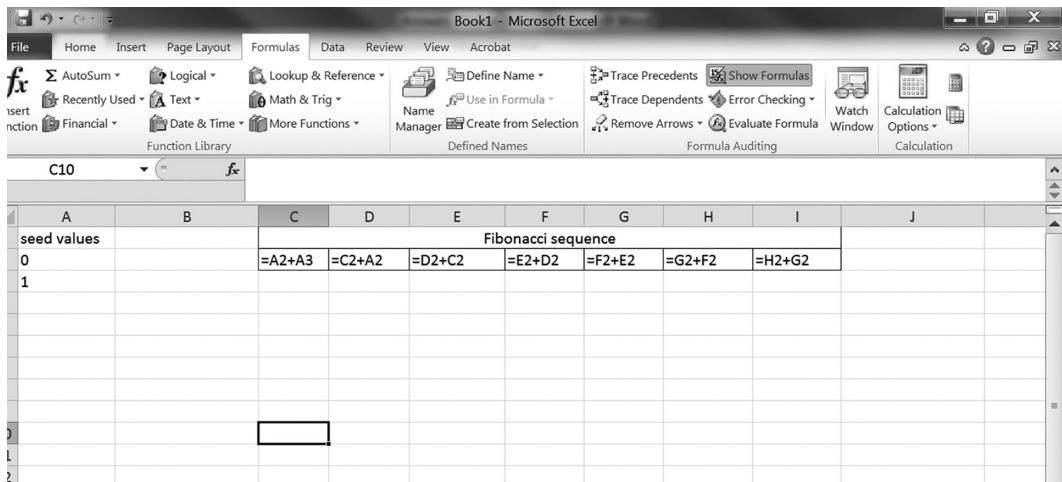 Book1 - Microsoft Excel
File Home Insert Page Layout Formulas Data Review View Acrobat
fx Σ AutoSum Logical Lookup & Reference Define Name Trace Precedents Show Formulas
Recently Used Text Math & Trig Use in Formula Trace Dependents Error Checking
nction Financial Date & Time More Functions Name Manager Create from Selection Remove Arrows Evaluate Formula Watch Window Calculation Options
Function Library Defined Names Formula Auditing Calculation
C10 fx
A B C D E F G H I J
seed values Fibonacci sequence
0 =A2+A3 =C2+A2 =D2+C2 =E2+D2 =F2+E2 =G2+F2 =H2+G2
1